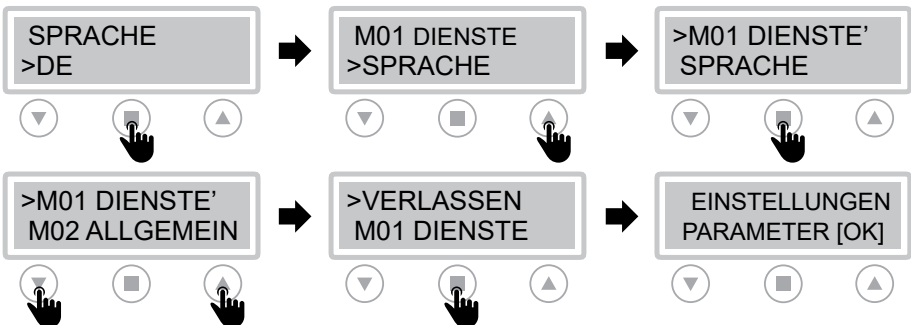 SPRACHE
>DE
M01 DIENSTE
>SPRACHE
>M01 DIENSTE’
SPRACHE
>M01 DIENSTE’
M02 ALLGEMEIN
>VERLASSEN
M01 DIENSTE
EINSTELLUNGEN
PARAMETER [OK]